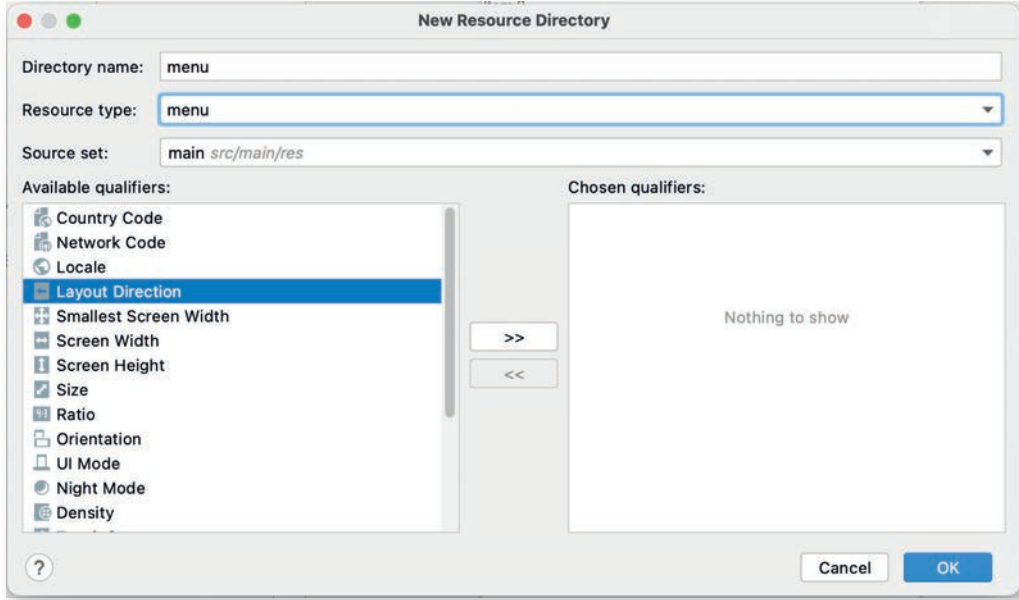 New Resource Directory
Directory name: menu
Resource type: menu
Source set: main src/main/res
Available qualifiers:
Country Code
Network Code
Locale
Layout Direction
Smallest Screen Width
Screen Width
Screen Height
Size
Ratio
Orientation
UI Mode
Night Mode
Density
>>
<<
Chosen qualifiers:
Nothing to show
?
Cancel
OK